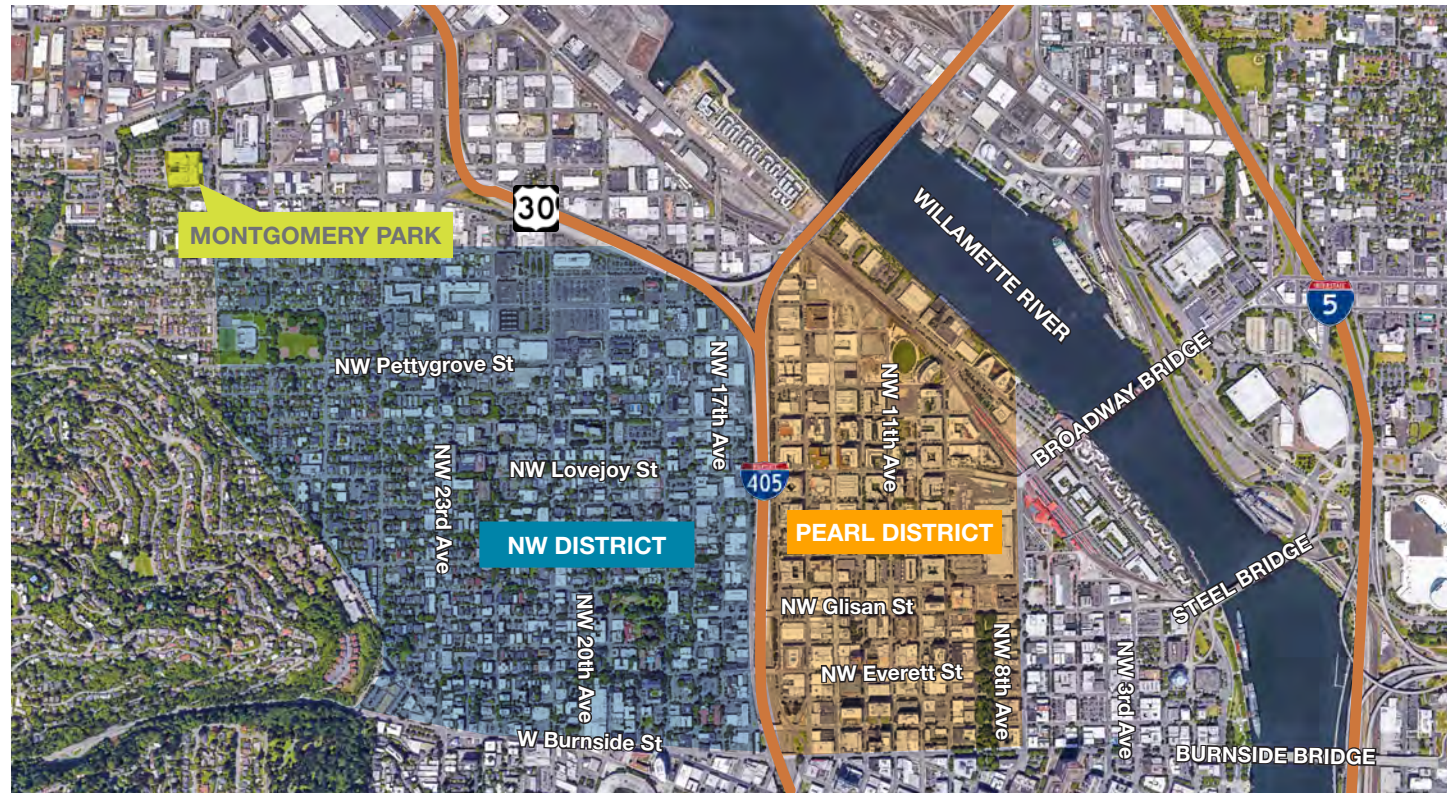 30
MONTGOMERY PARK
WILLAMETTE RIVER
INTERSTATE
5
NW Pettygrove St
NW 17th Ave
NW 11th Ave
BROADWAY BRIDGE
NW 23rd Ave
NW Lovejoy St
405
NW DISTRICT
PEARL DISTRICT
STEEL BRIDGE
NW Glisan St
NW 20th Ave
NW Everett St
NW 8th Ave
NW 3rd Ave
W Burnside St
BURNSIDE BRIDGE